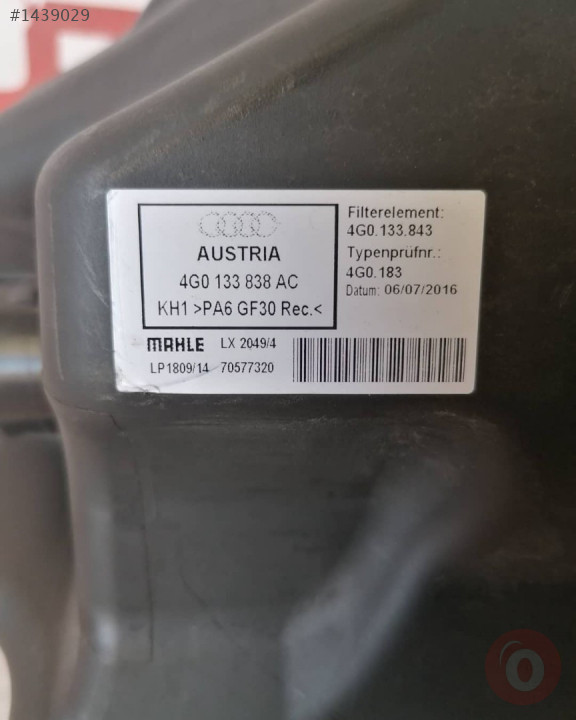 #1439029
AUSTRIA
4G0 133 838 AC
KH1 >PA6 GF30 Rec.<
Filterelement:
4G0.133.843
Typenprüfnr.:
4G0.183
Datum: 06/07/2016
MAHLE LX 2049/4
LP1809/14 70577320